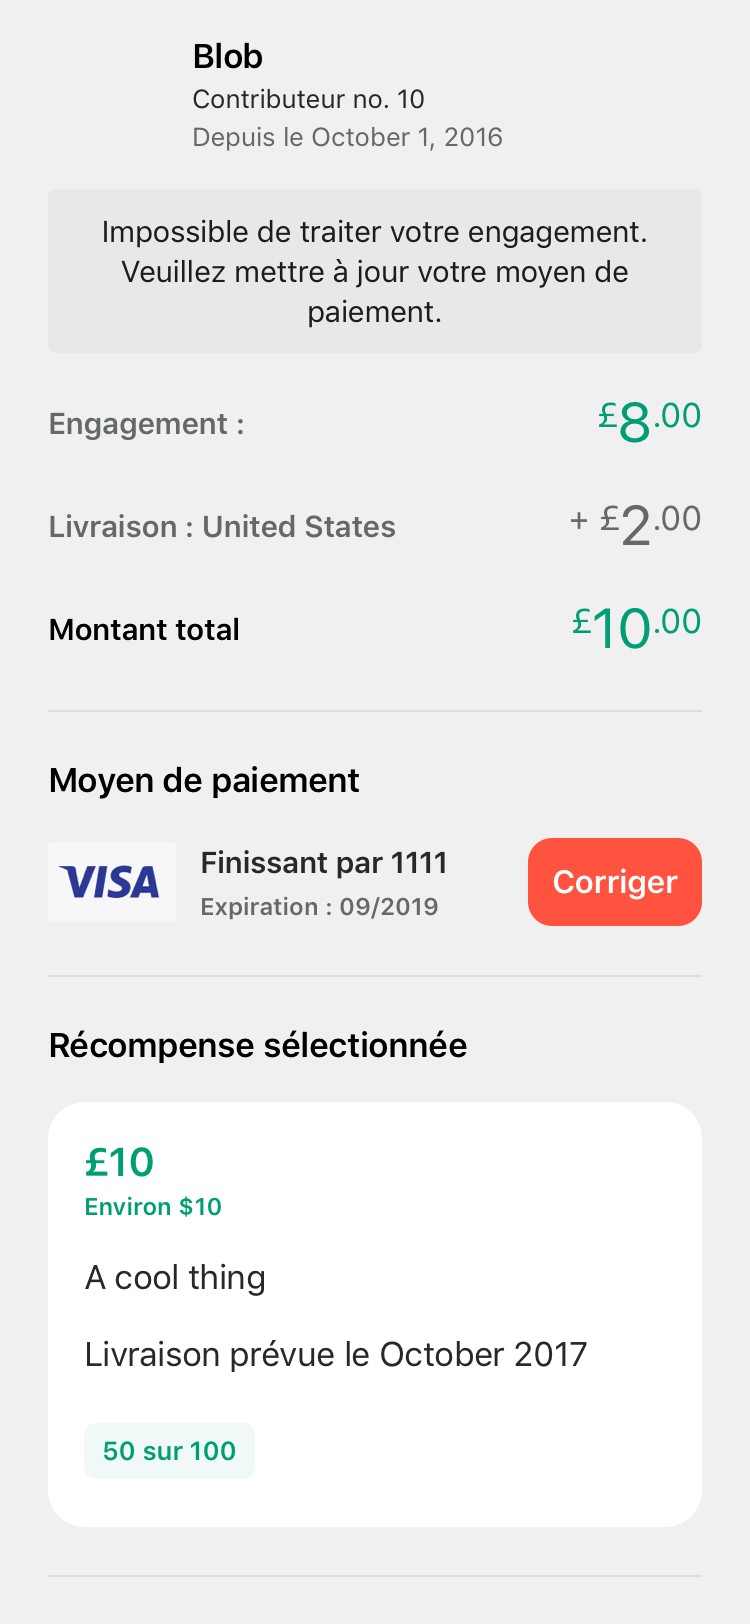 Blob
Contributeur no. 10
Depuis le October 1, 2016
Impossible de traiter votre engagement.
Veuillez mettre à jour votre moyen de
paiement.
Engagement :
£8.00
Livraison : United States
+ £2.00
Montant total
£10.00
Moyen de paiement
VISA
Finissant par 1111
Expiration : 09/2019
Corriger
Récompense sélectionnée
£10
Environ $10
A cool thing
Livraison prévue le October 2017
50 sur 100